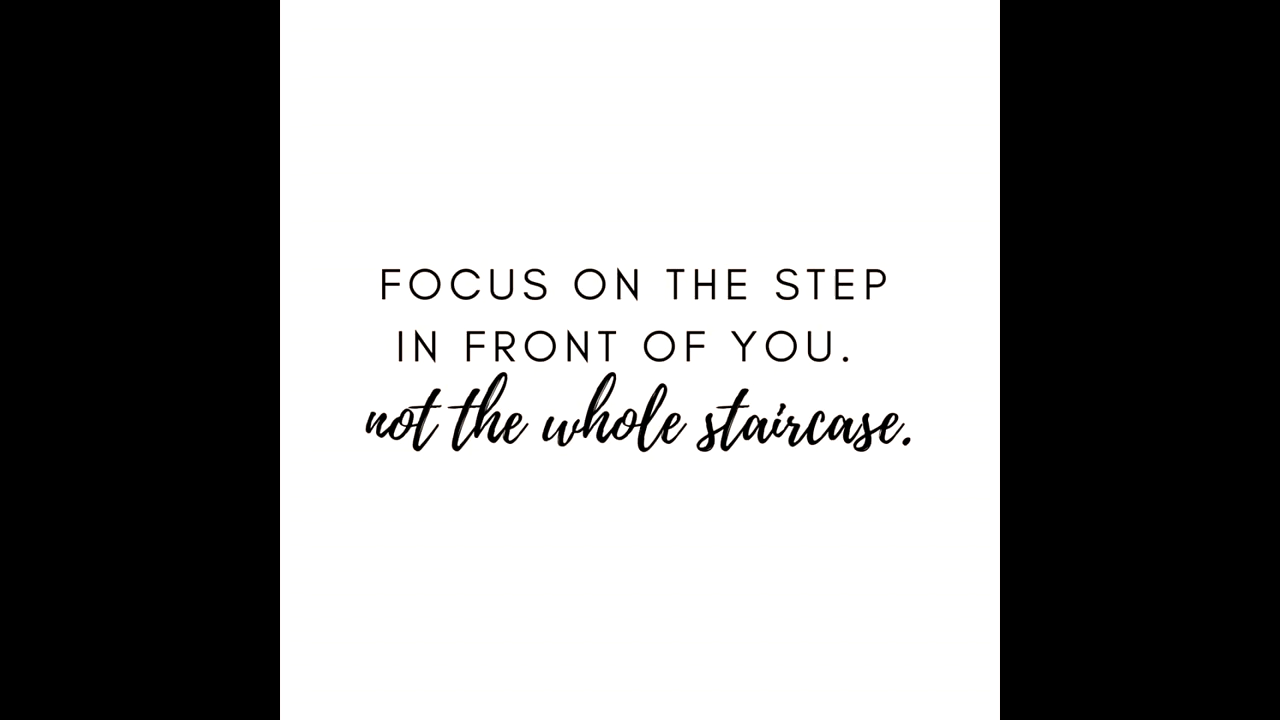 FOCUS ON THE STEP
IN FRONT OF YOU.
not the whole staircase.